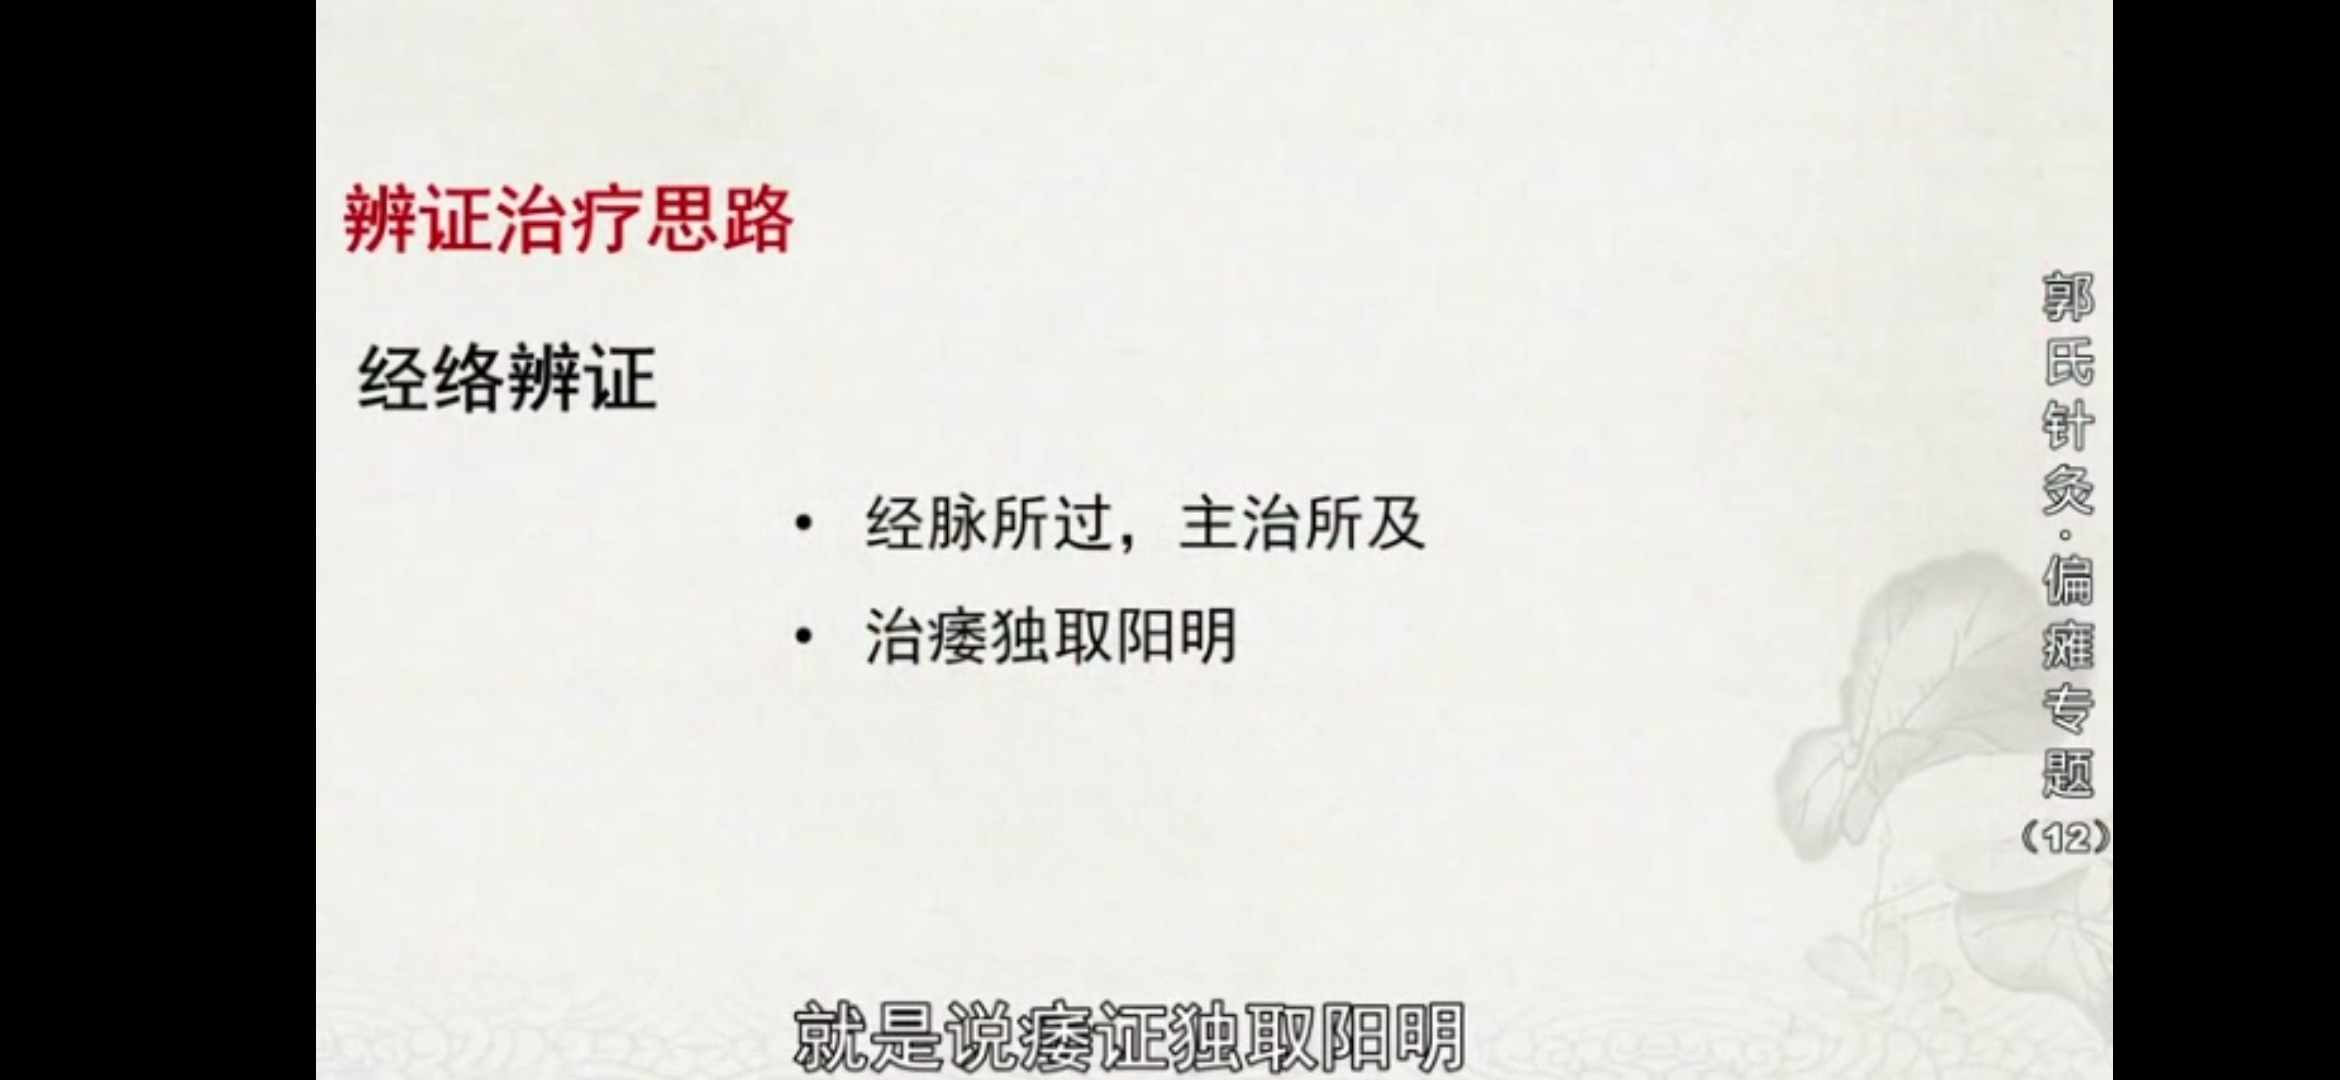 辨证治疗思路
经络辨证
• 经脉所过，主治所及
• 治痿独取阳明
郭氏针灸·偏瘫专题（12）
就是说痿证独取阳明